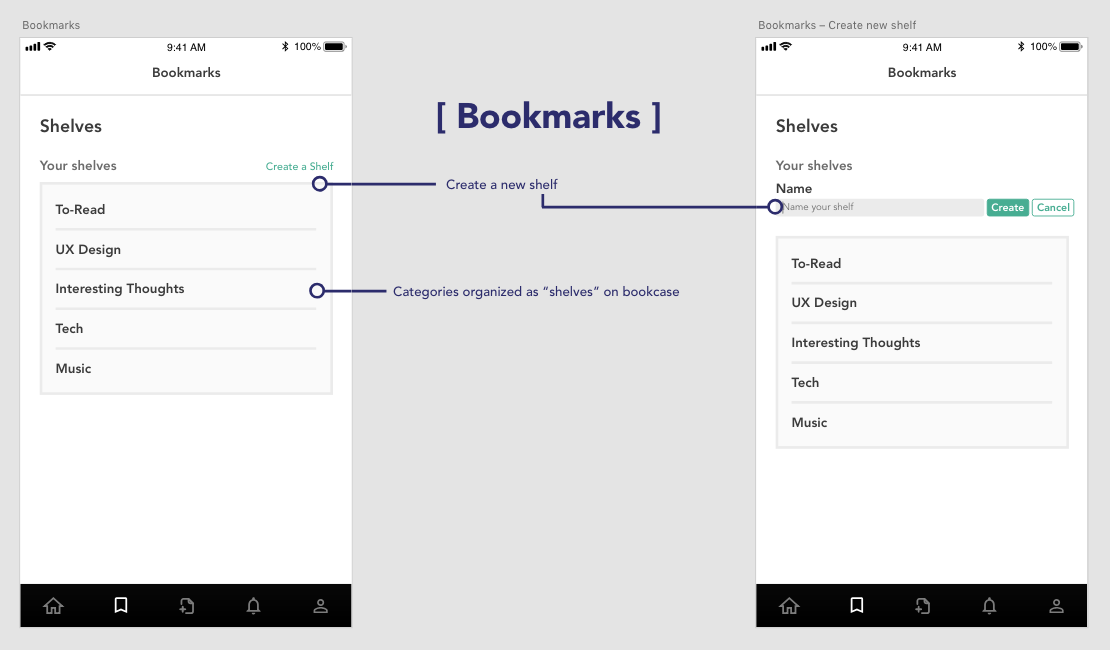 Bookmarks
9:41 AM
100%
Bookmarks
Shelves
Your shelves
Create a Shelf
To-Read
UX Design
Interesting Thoughts
Tech
Music
[ Bookmarks ]
Create a new shelf
Categories organized as “shelves” on bookcase
Bookmarks – Create new shelf
9:41 AM
100%
Bookmarks
Shelves
Your shelves
Name
Name your shelf
Create
Cancel
To-Read
UX Design
Interesting Thoughts
Tech
Music